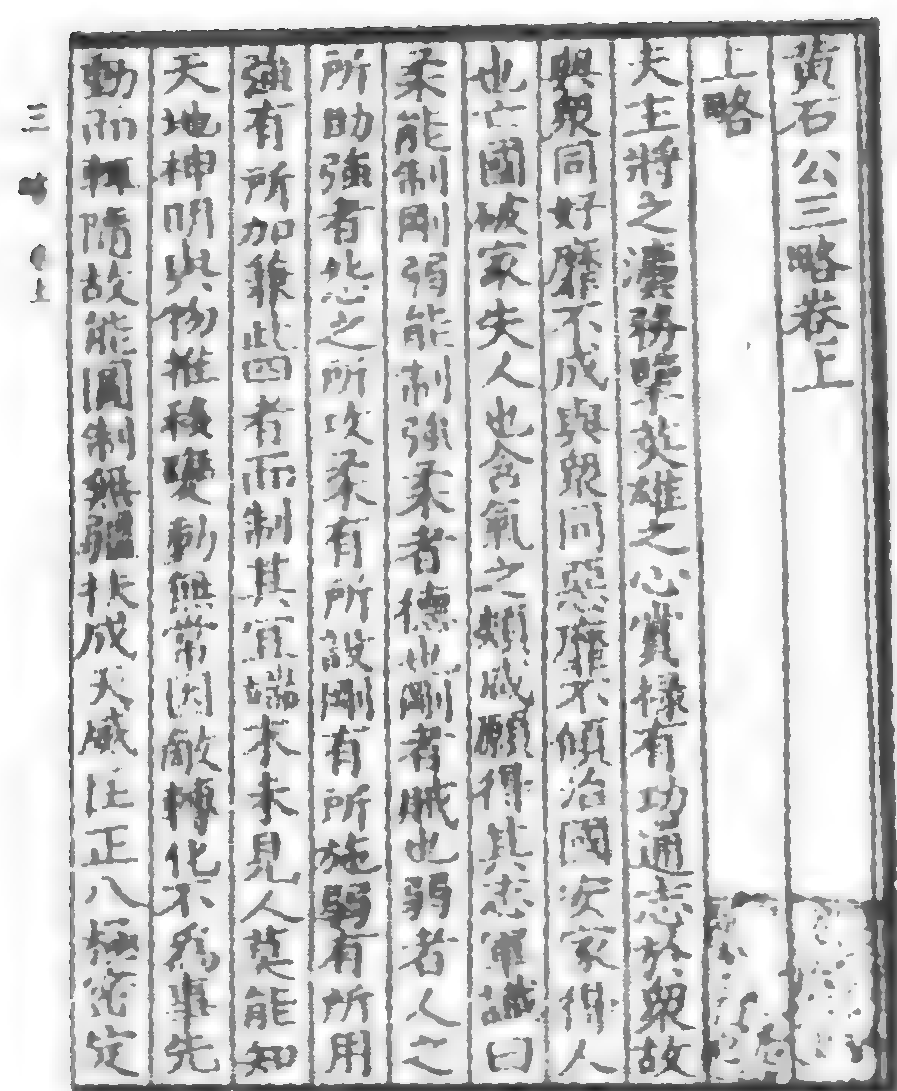 黃石公三略卷上
上略
夫主將之灋務擥英雄之心賞祿有功通志於衆故
與衆同好靡不成與衆同惡靡不傾治國安家得人
也亡國破家失人也含氣之類咸願得其志軍讖曰
柔能制剛弱能制強柔者德也剛者賊也弱者人之
所助強者怨之所攻柔有所設剛有所施弱有所用
強有所加兼此四者而制其宜端末未見人莫能知
天地神明與物推移變動無常因敵轉化不爲事先
動而輒隨故能圖制無疆扶成天威匡正八極密定
三略 上